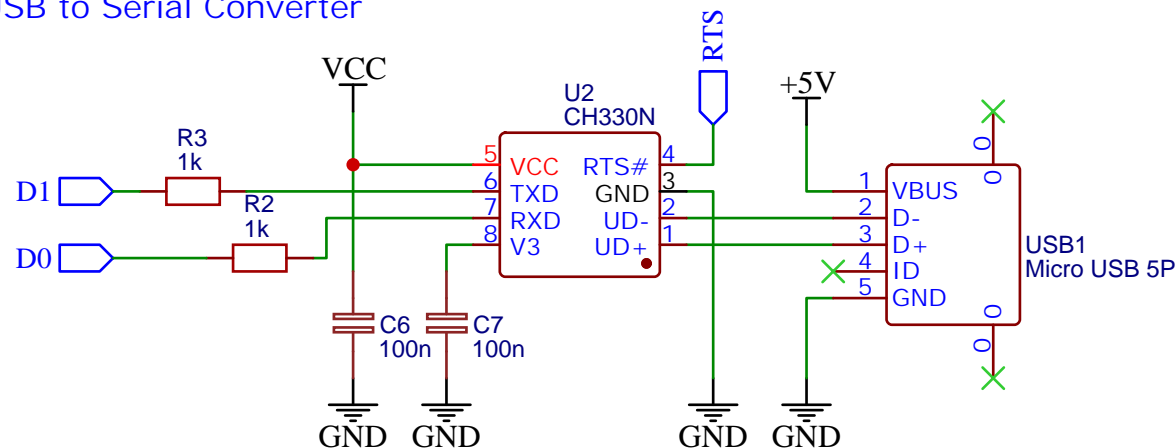 USB to Serial Converter
VCC
RTS
+5V
U2
CH330N
R3
1k
R2
1k
D1
D0
5
6
7
8
VCC
TXD
RXD
V3
RTS#
GND
UD-
UD+
4
3
2
1
1
2
3
4
5
VBUS
D-
D+
ID
GND
0
0
0
0
USB1
Micro USB 5P
C6
100n
C7
100n
GND
GND
GND
GND